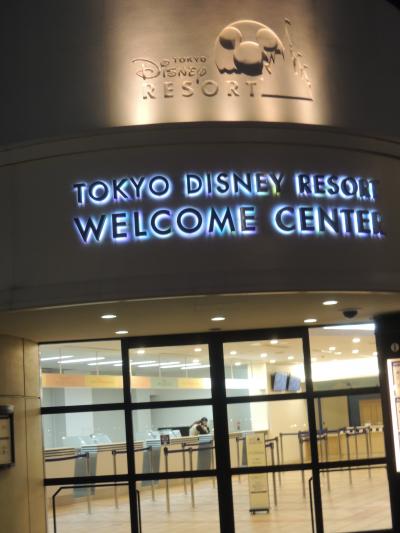 TOKYO
Disney
RESORT
TOKYO DISNEY RESORT
WELCOME CENTER